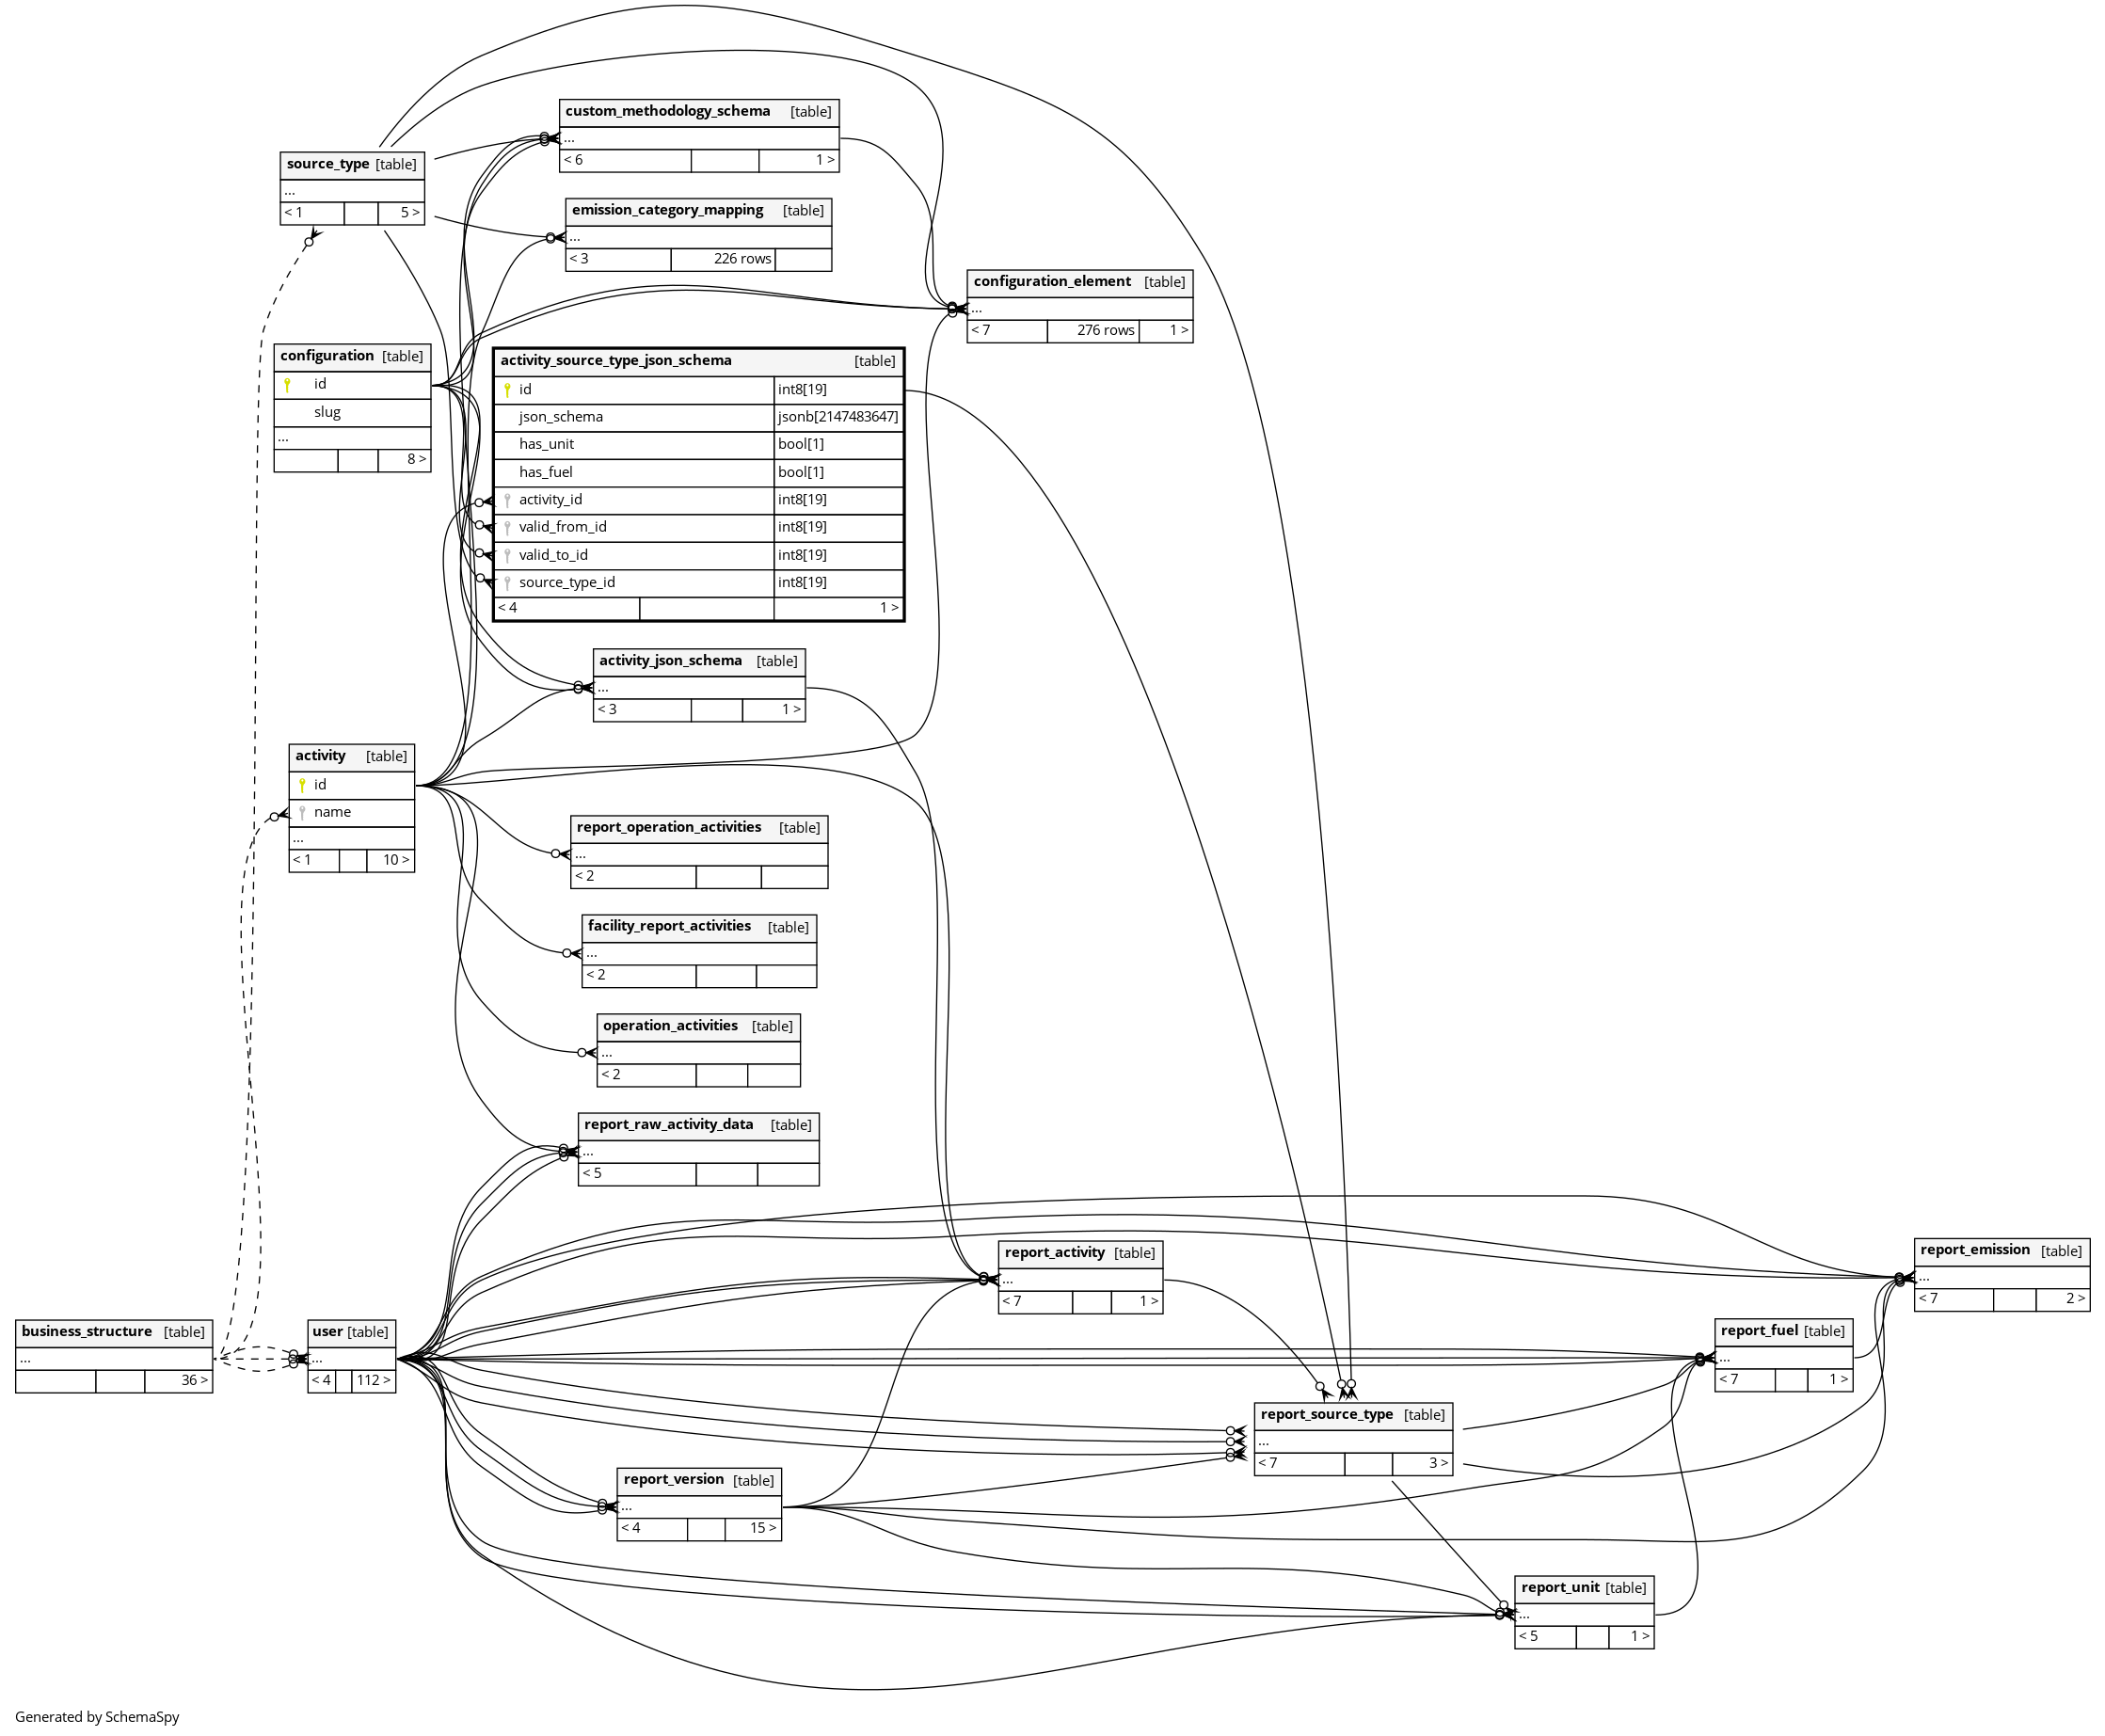 custom_methodology_schema [table]
...
< 6 1 >
source_type [table]
...
< 1 5 >
emission_category_mapping [table]
...
< 3 226 rows
configuration_element [table]
...
< 7 276 rows 1 >
configuration [table]
id
slug
...
8 >
activity_source_type_json_schema [table]
id int8[19]
json_schema jsonb[2147483647]
has_unit bool[1]
has_fuel bool[1]
activity_id int8[19]
valid_from_id int8[19]
valid_to_id int8[19]
source_type_id int8[19]
< 4 1 >
activity_json_schema [table]
...
< 3 1 >
activity [table]
id
name
...
< 1 10 >
report_operation_activities [table]
...
< 2
facility_report_activities [table]
...
< 2
operation_activities [table]
...
< 2
report_raw_activity_data [table]
...
< 5
report_activity [table]
...
< 7 1 >
report_emission [table]
...
< 7 2 >
business_structure [table]
...
36 >
user [table]
...
< 4 112 >
report_fuel [table]
...
< 7 1 >
report_source_type [table]
...
< 7 3 >
report_version [table]
...
< 4 15 >
report_unit [table]
...
< 5 1 >
Generated by SchemaSpy